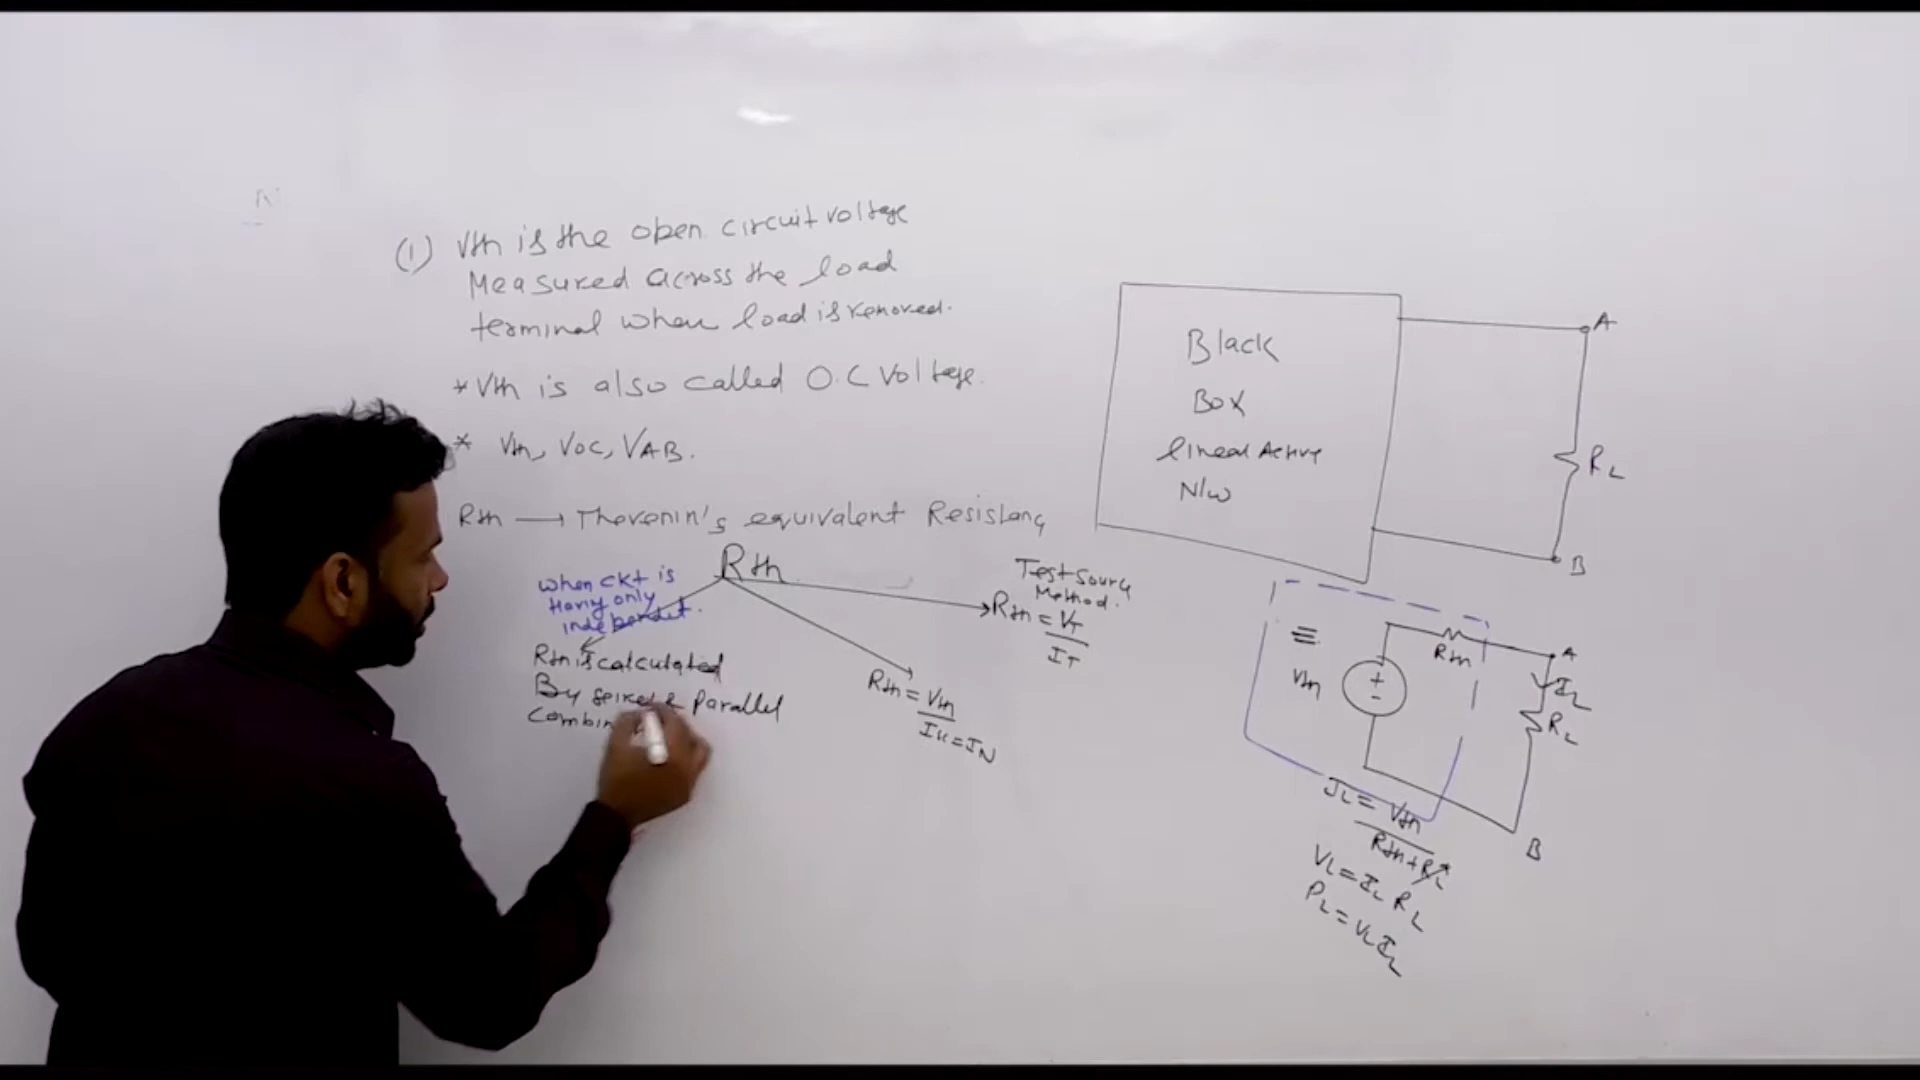 (1) Vth is the open circuit voltage
Measured across the load
terminal when load is removed.
* Vth is also called O.C Voltage.
* Vth, VOC, VAB.
Rth → Thevenin's equivalent Resistance
Rth
When ckt is
Having only
independent.
Rth is calculated
By series & Parallel
Rth = Vth
Isc = IN
Test source
Method.
Rth = VT
IT
Black
Box
linear Active
N/W
A
RL
B
≡
Vth
+
-
Rth
A
IL
RL
B
IL = Vth
Rth + RL
VL = IL RL
PL = VL IL